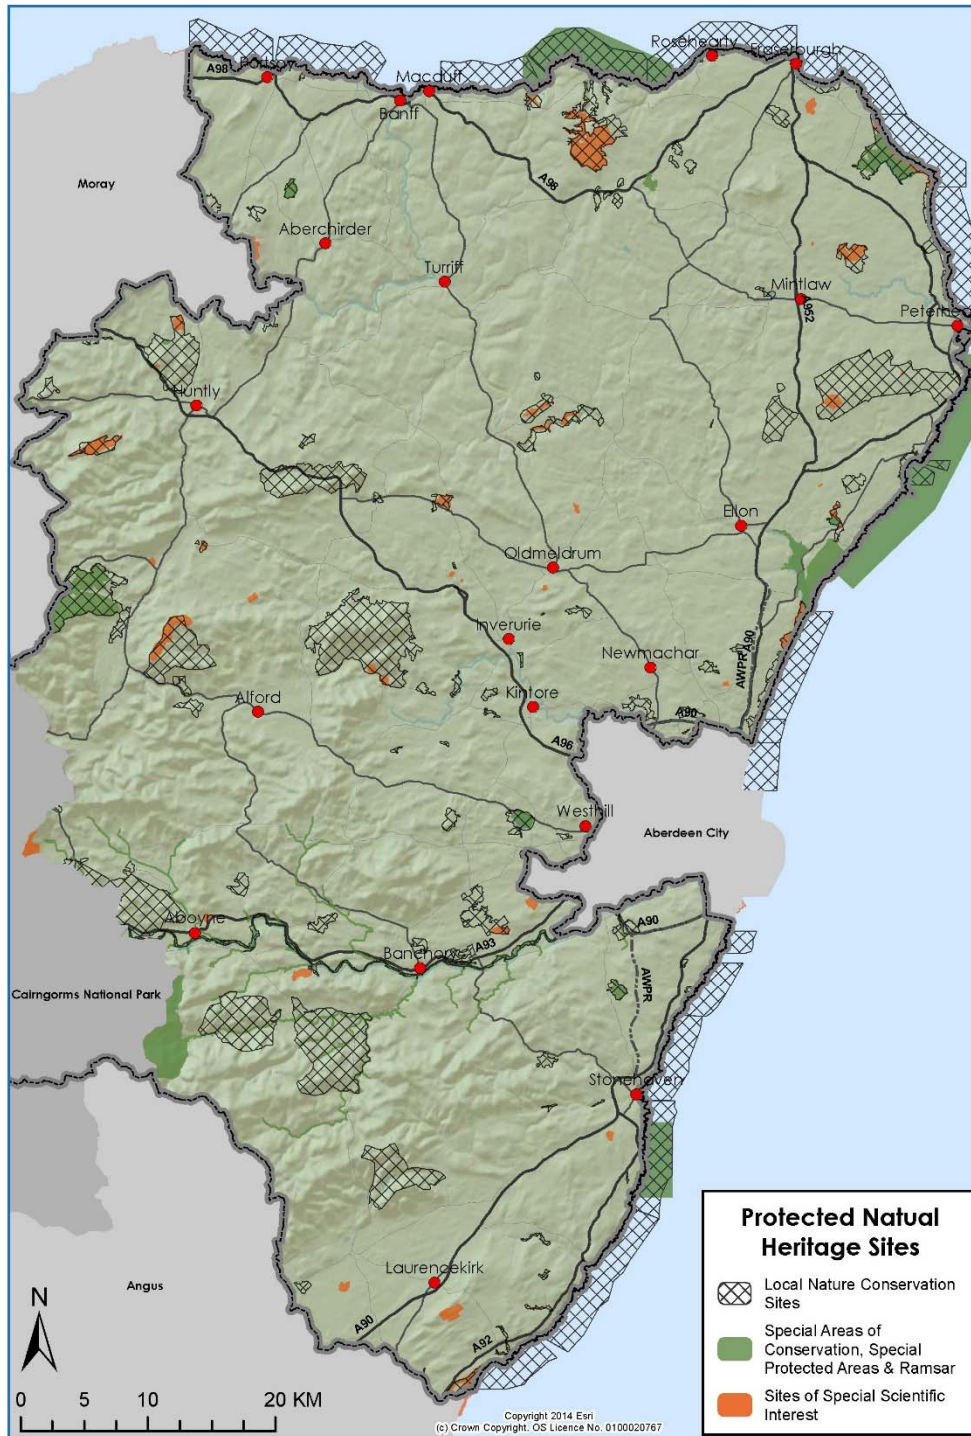 Rosehearty
Fraserburgh
Portsoy
A98
Macduff
Banff
Moray
A98
Aberchirder
Turriff
Mintlaw
A952
Peterhead
Huntly
Ellon
Oldmeldrum
Inverurie
Newmachar
AWPR
A90
Kintore
Alford
A90
A96
Westhill
Aberdeen City
Aboyne
A90
A93
Banchory
AWPR
Cairngorms National Park
Stonehaven
Angus
Laurencekirk
A90
A92
N
0 5 10 20 KM
Copyright 2014 Esri
(c) Crown Copyright. OS Licence No. 0100020767
Protected Natual
Heritage Sites
Local Nature Conservation
Sites
Special Areas of
Conservation, Special
Protected Areas & Ramsar
Sites of Special Scientific
Interest